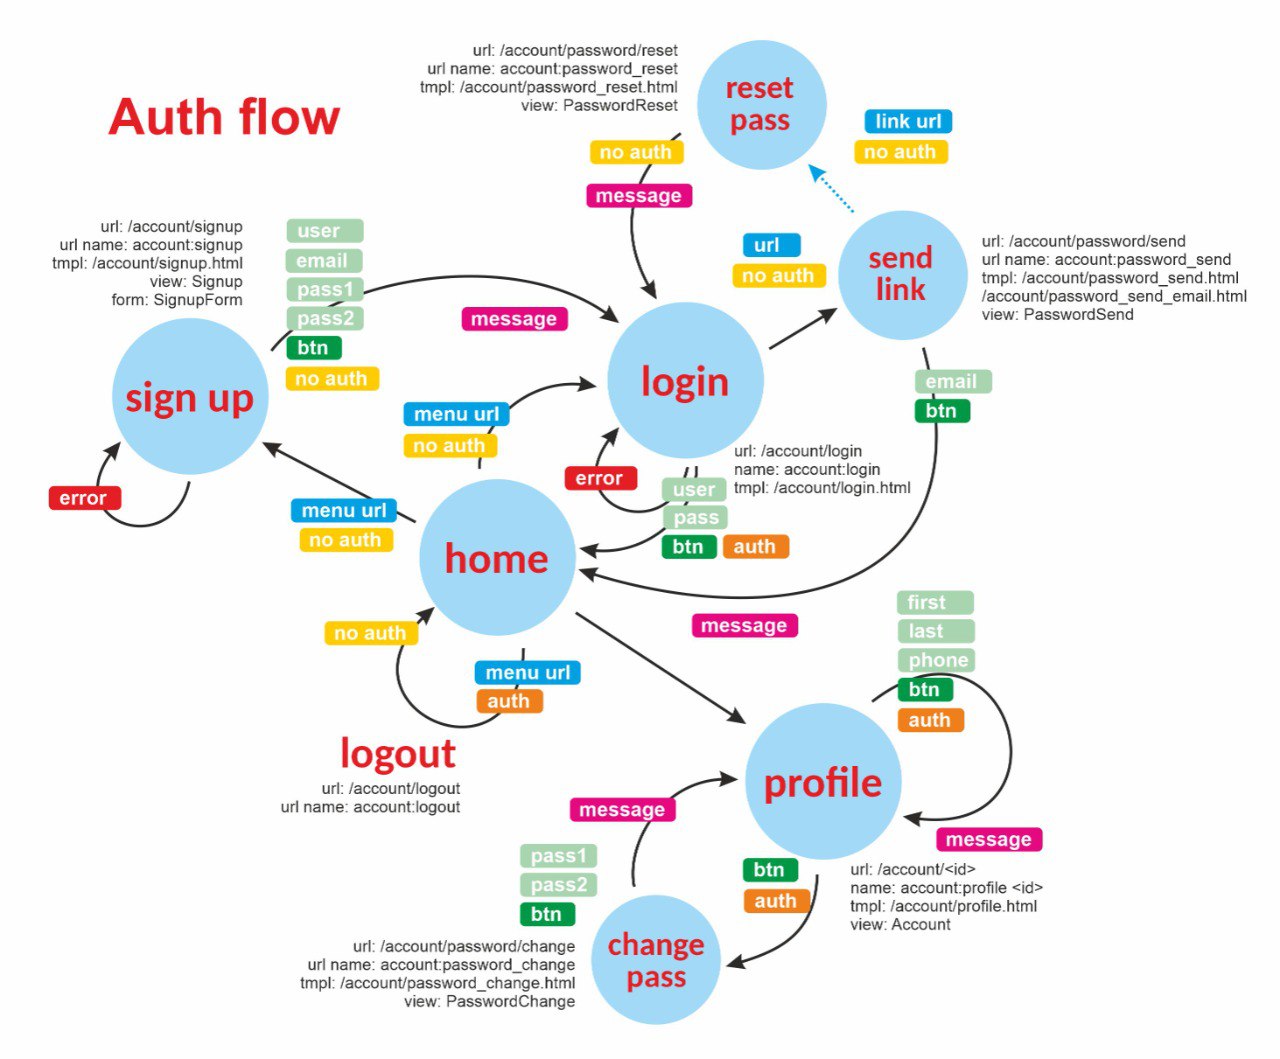 Auth flow
url: /account/password/reset
url name: account:password_reset
tmpl: /account/password_reset.html
view: PasswordReset
reset
pass
link url
no auth
no auth
message
url: /account/signup
url name: account:signup
tmpl: /account/signup.html
view: Signup
form: SignupForm
user
email
pass1
pass2
btn
no auth
message
url
no auth
send
link
url: /account/password/send
url name: account:password_send
tmpl: /account/password_send.html
/account/password_send_email.html
view: PasswordSend
sign up
login
email
btn
menu url
no auth
error
error
url: /account/login
name: account:login
tmpl: /account/login.html
user
pass
btn
auth
menu url
no auth
home
message
no auth
menu url
auth
logout
url: /account/logout
url name: account:logout
first
last
phone
btn
auth
profile
message
message
pass1
pass2
btn
btn
auth
url: /account/<id>
name: account:profile <id>
tmpl: /account/profile.html
view: Account
change
pass
url: /account/password/change
url name: account:password_change
tmpl: /account/password_change.html
view: PasswordChange